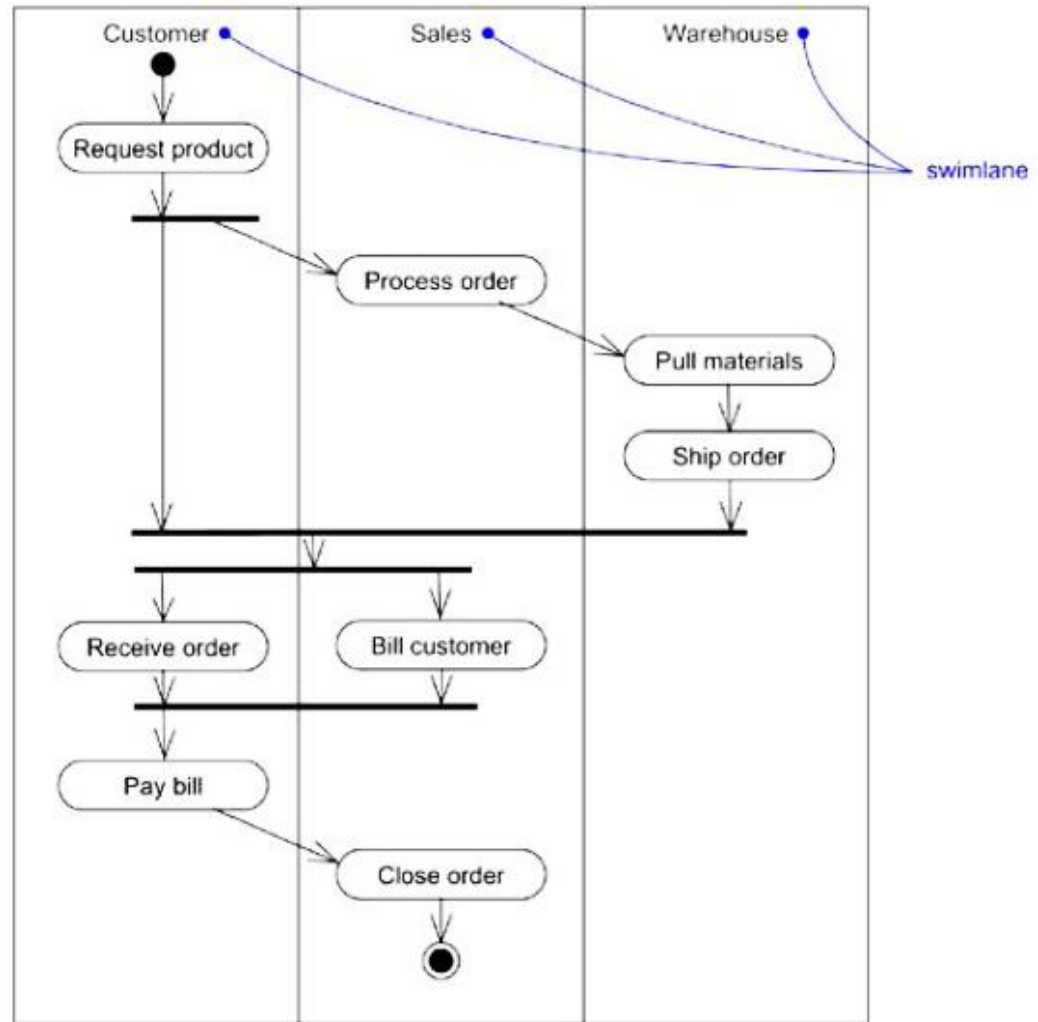 Customer
Sales
Warehouse
Request product
swimlane
Process order
Pull materials
Ship order
Receive order
Bill customer
Pay bill
Close order